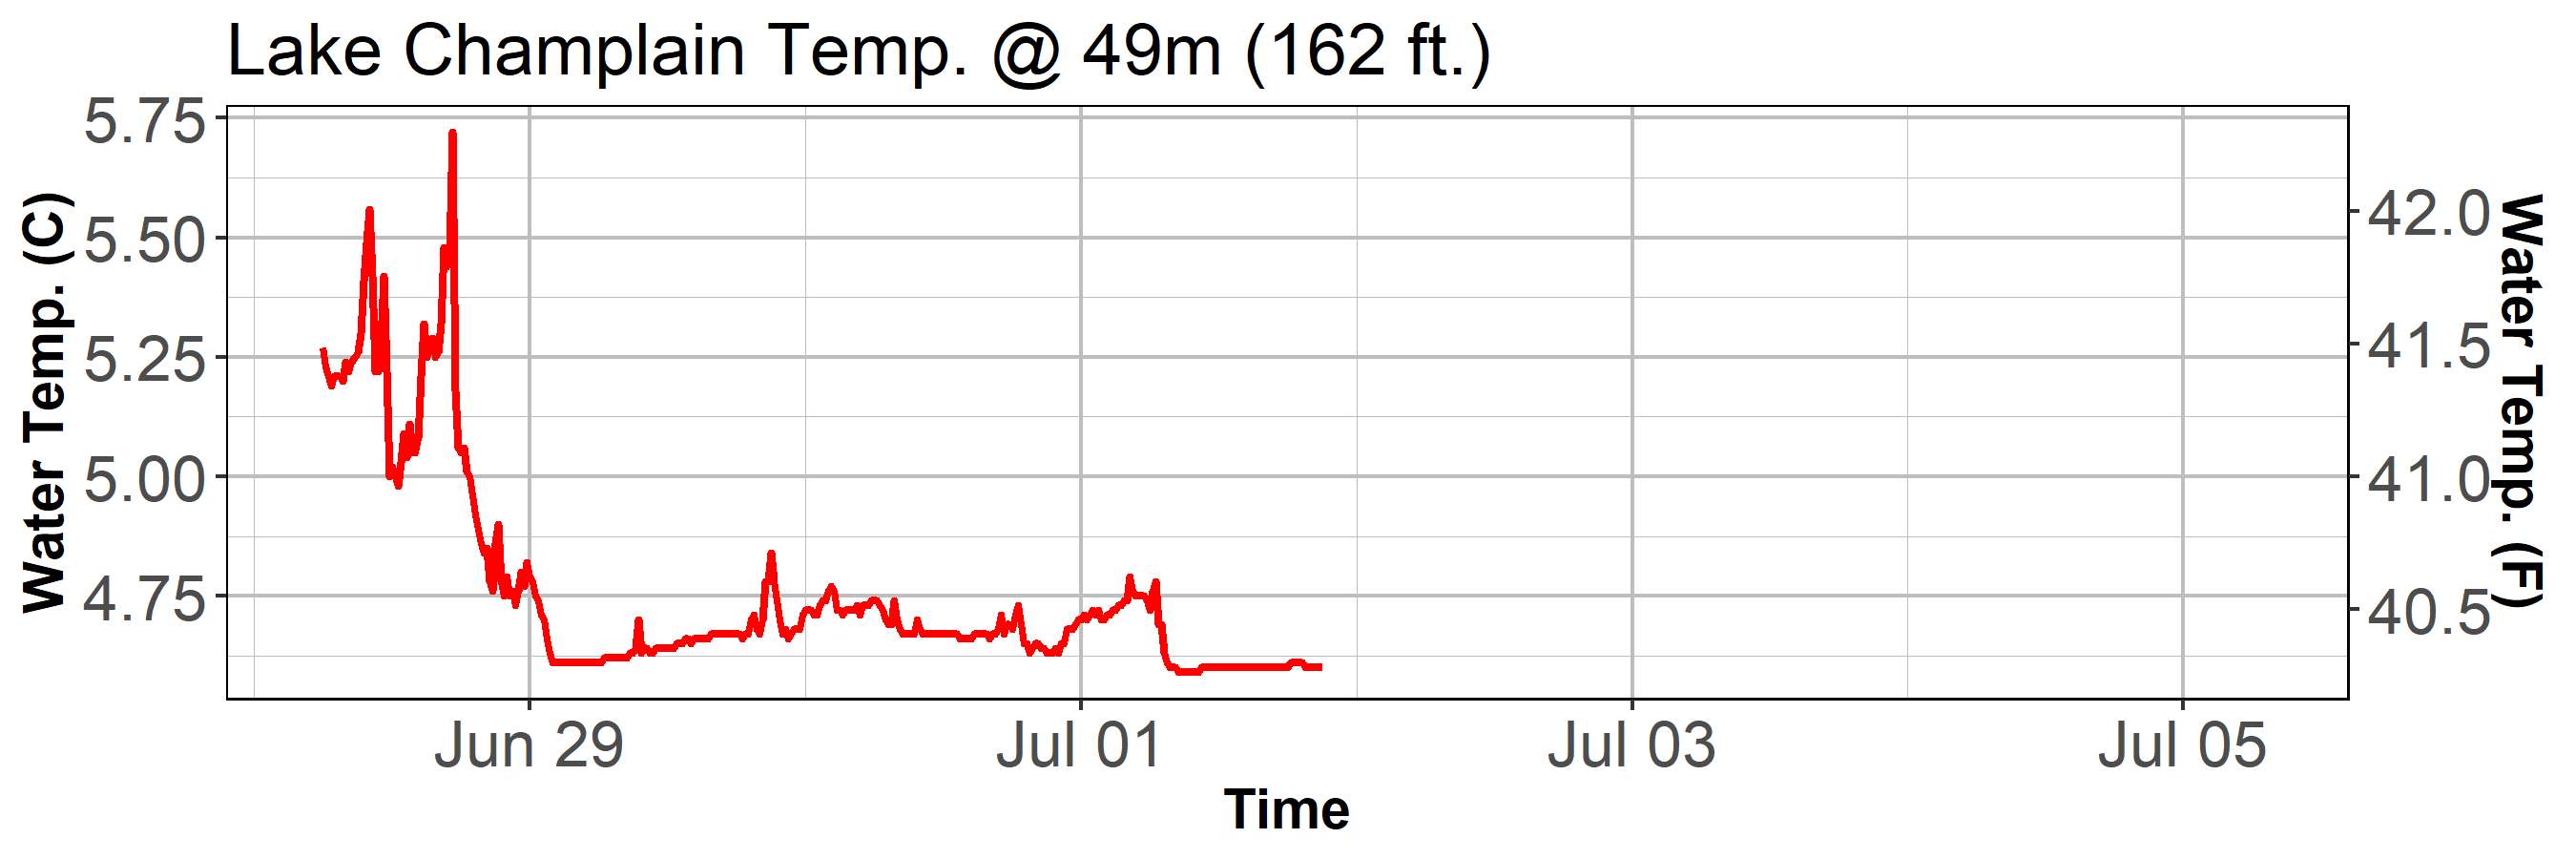 Lake Champlain Temp. @ 49m (162 ft.)
Water Temp. (C)
5.75
5.50
5.25
5.00
4.75
42.0
41.5
41.0
40.5
Water Temp. (F)
Jun 29
Jul 01
Jul 03
Jul 05
Time